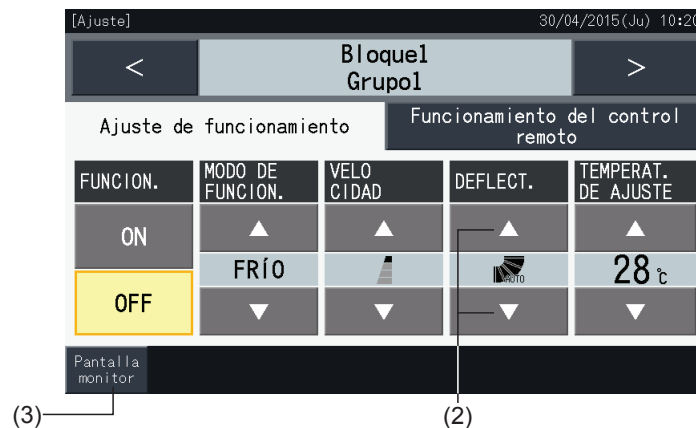 [Ajuste] 30/04/2015(Ju) 10:20
< Bloque1 >
Grupo1
Ajuste de funcionamiento
Funcionamiento del control
remoto
FUNCION.
MODO DE
FUNCION.
VELO
CIDAD
DEFLECT.
TEMPERAT.
DE AJUSTE
ON
FRÍO
AUTO
28 ℃
OFF
Pantalla
monitor
(3)
(2)